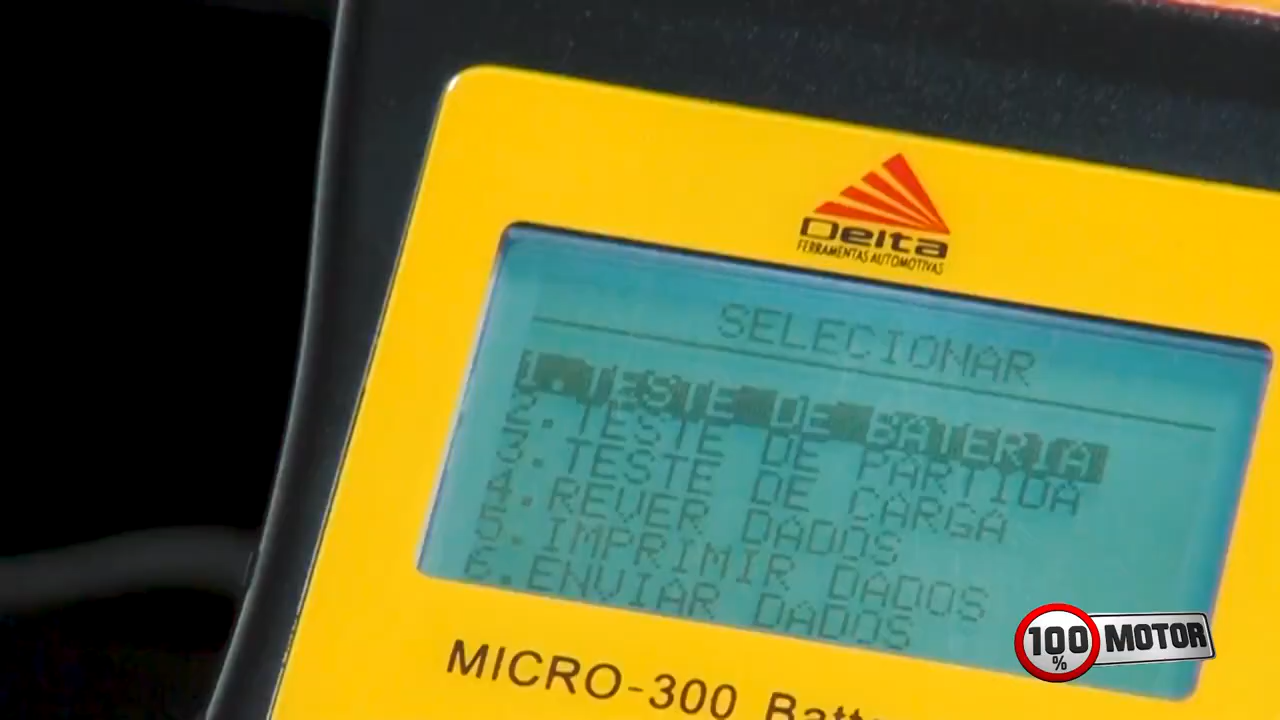 Delta
FERRAMENTAS AUTOMOTIVAS
SELECIONAR
1. TESTE DE BATERIA
2. TESTE DE PARTIDA
3. TESTE DE CARGA
4. REVER DADOS
5. IMPRIMIR DADOS
6. ENVIAR DADOS
MICRO-300
100% MOTOR